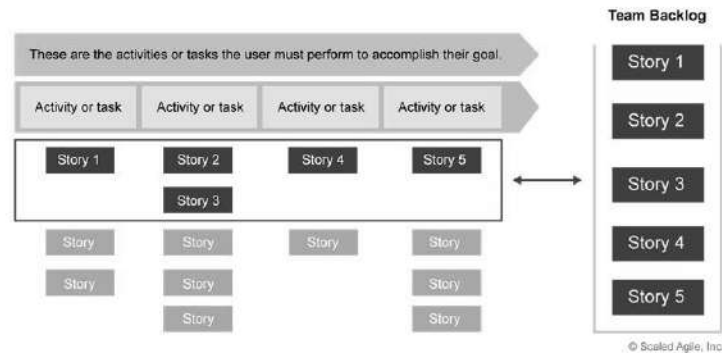 Team Backlog
These are the activities or tasks the user must perform to accomplish their goal.
Activity or task Activity or task Activity or task Activity or task
Story 1 Story 2 Story 4 Story 5
Story 3
Story Story Story Story
Story Story Story
Story Story
Story 1
Story 2
Story 3
Story 4
Story 5
© Scaled Agile, Inc